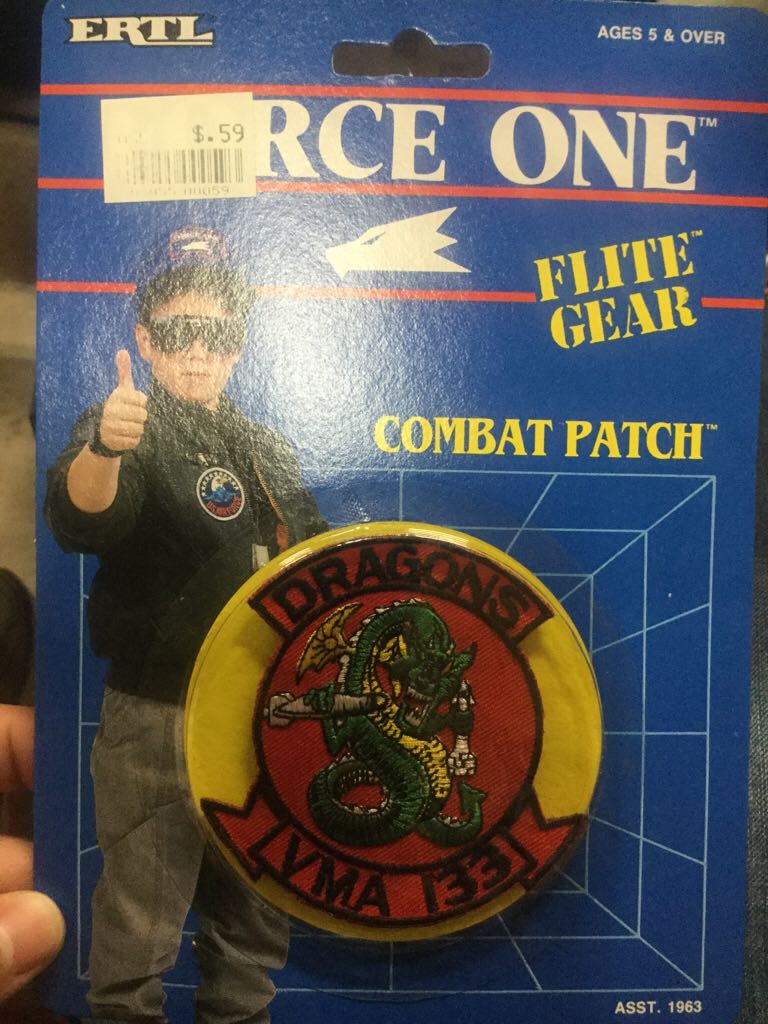 ERTL
AGES 5 & OVER
$.59
RCE ONE™
FLITE™
GEAR
COMBAT PATCH™
DRAGONS
VMA 133
ASST. 1963